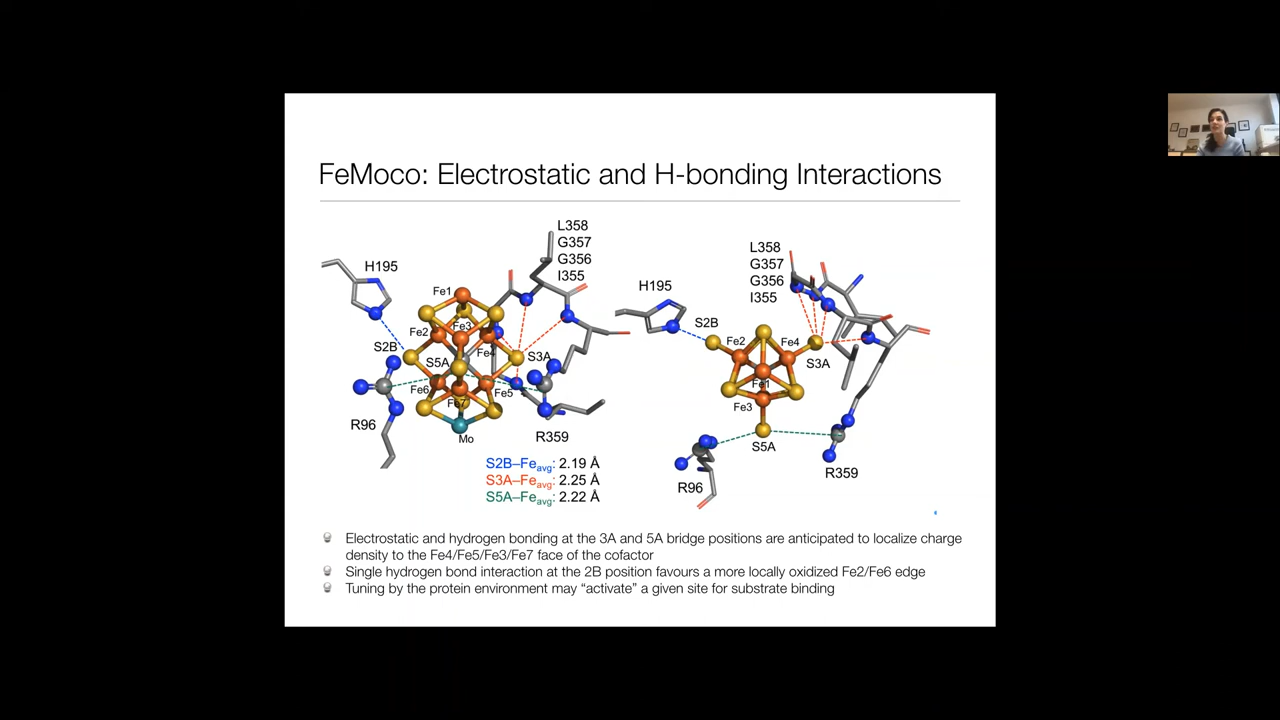 FeMoco: Electrostatic and H-bonding Interactions
L358
G357
G356
I355
H195
Fe1
Fe2
Fe3
Fe4
S2B
S5A
S3A
Fe6
Fe7
Fe5
R96
Mo
R359
S2B–Feavg: 2.19 Å
S3A–Feavg: 2.25 Å
S5A–Feavg: 2.22 Å
L358
G357
G356
I355
H195
S2B
Fe2
Fe4
S3A
Fe1
Fe3
S5A
R96
R359
Electrostatic and hydrogen bonding at the 3A and 5A bridge positions are anticipated to localize charge
density to the Fe4/Fe5/Fe3/Fe7 face of the cofactor
Single hydrogen bond interaction at the 2B position favours a more locally oxidized Fe2/Fe6 edge
Tuning by the protein environment may “activate” a given site for substrate binding